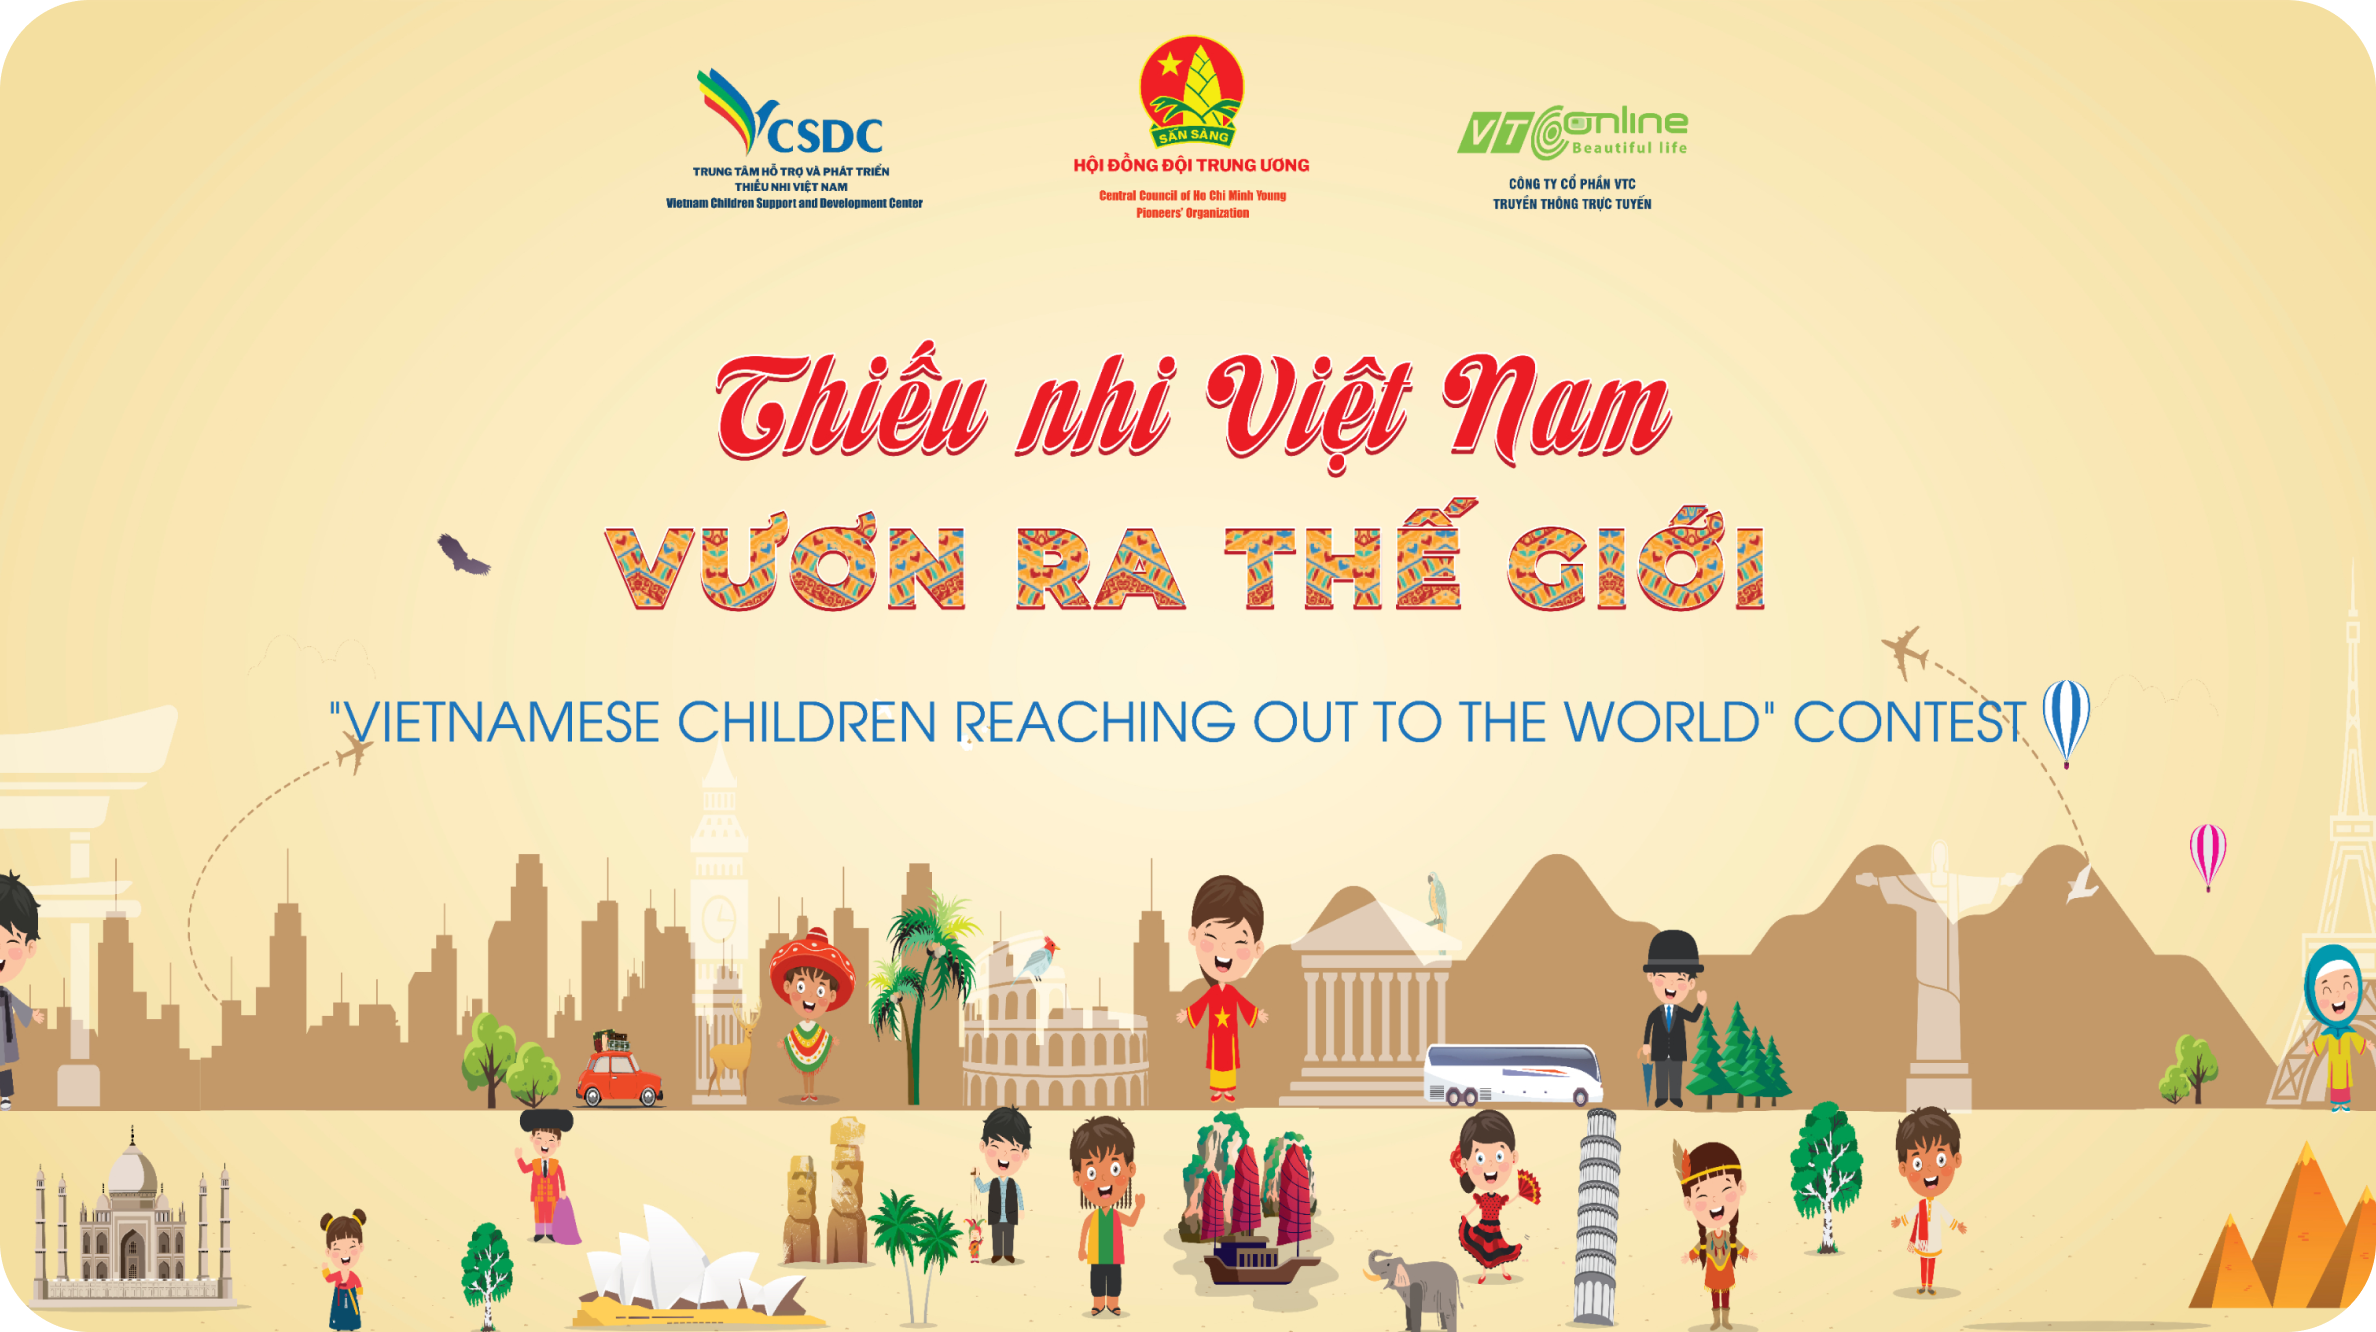 CSDC
TRUNG TÂM HỖ TRỢ VÀ PHÁT TRIỂN
THIẾU NHI VIỆT NAM
Vietnam Children Support and Development Center
SẴN SÀNG
HỘI ĐỒNG ĐỘI TRUNG ƯƠNG
Central Council of Ho Chi Minh Young
Pioneers' Organization
VTC online
Beautiful life
CÔNG TY CỔ PHẦN VTC
TRUYỀN THÔNG TRỰC TUYẾN
Thiếu nhi Việt Nam
VƯƠN RA THẾ GIỚI
"VIETNAMESE CHILDREN REACHING OUT TO THE WORLD" CONTEST